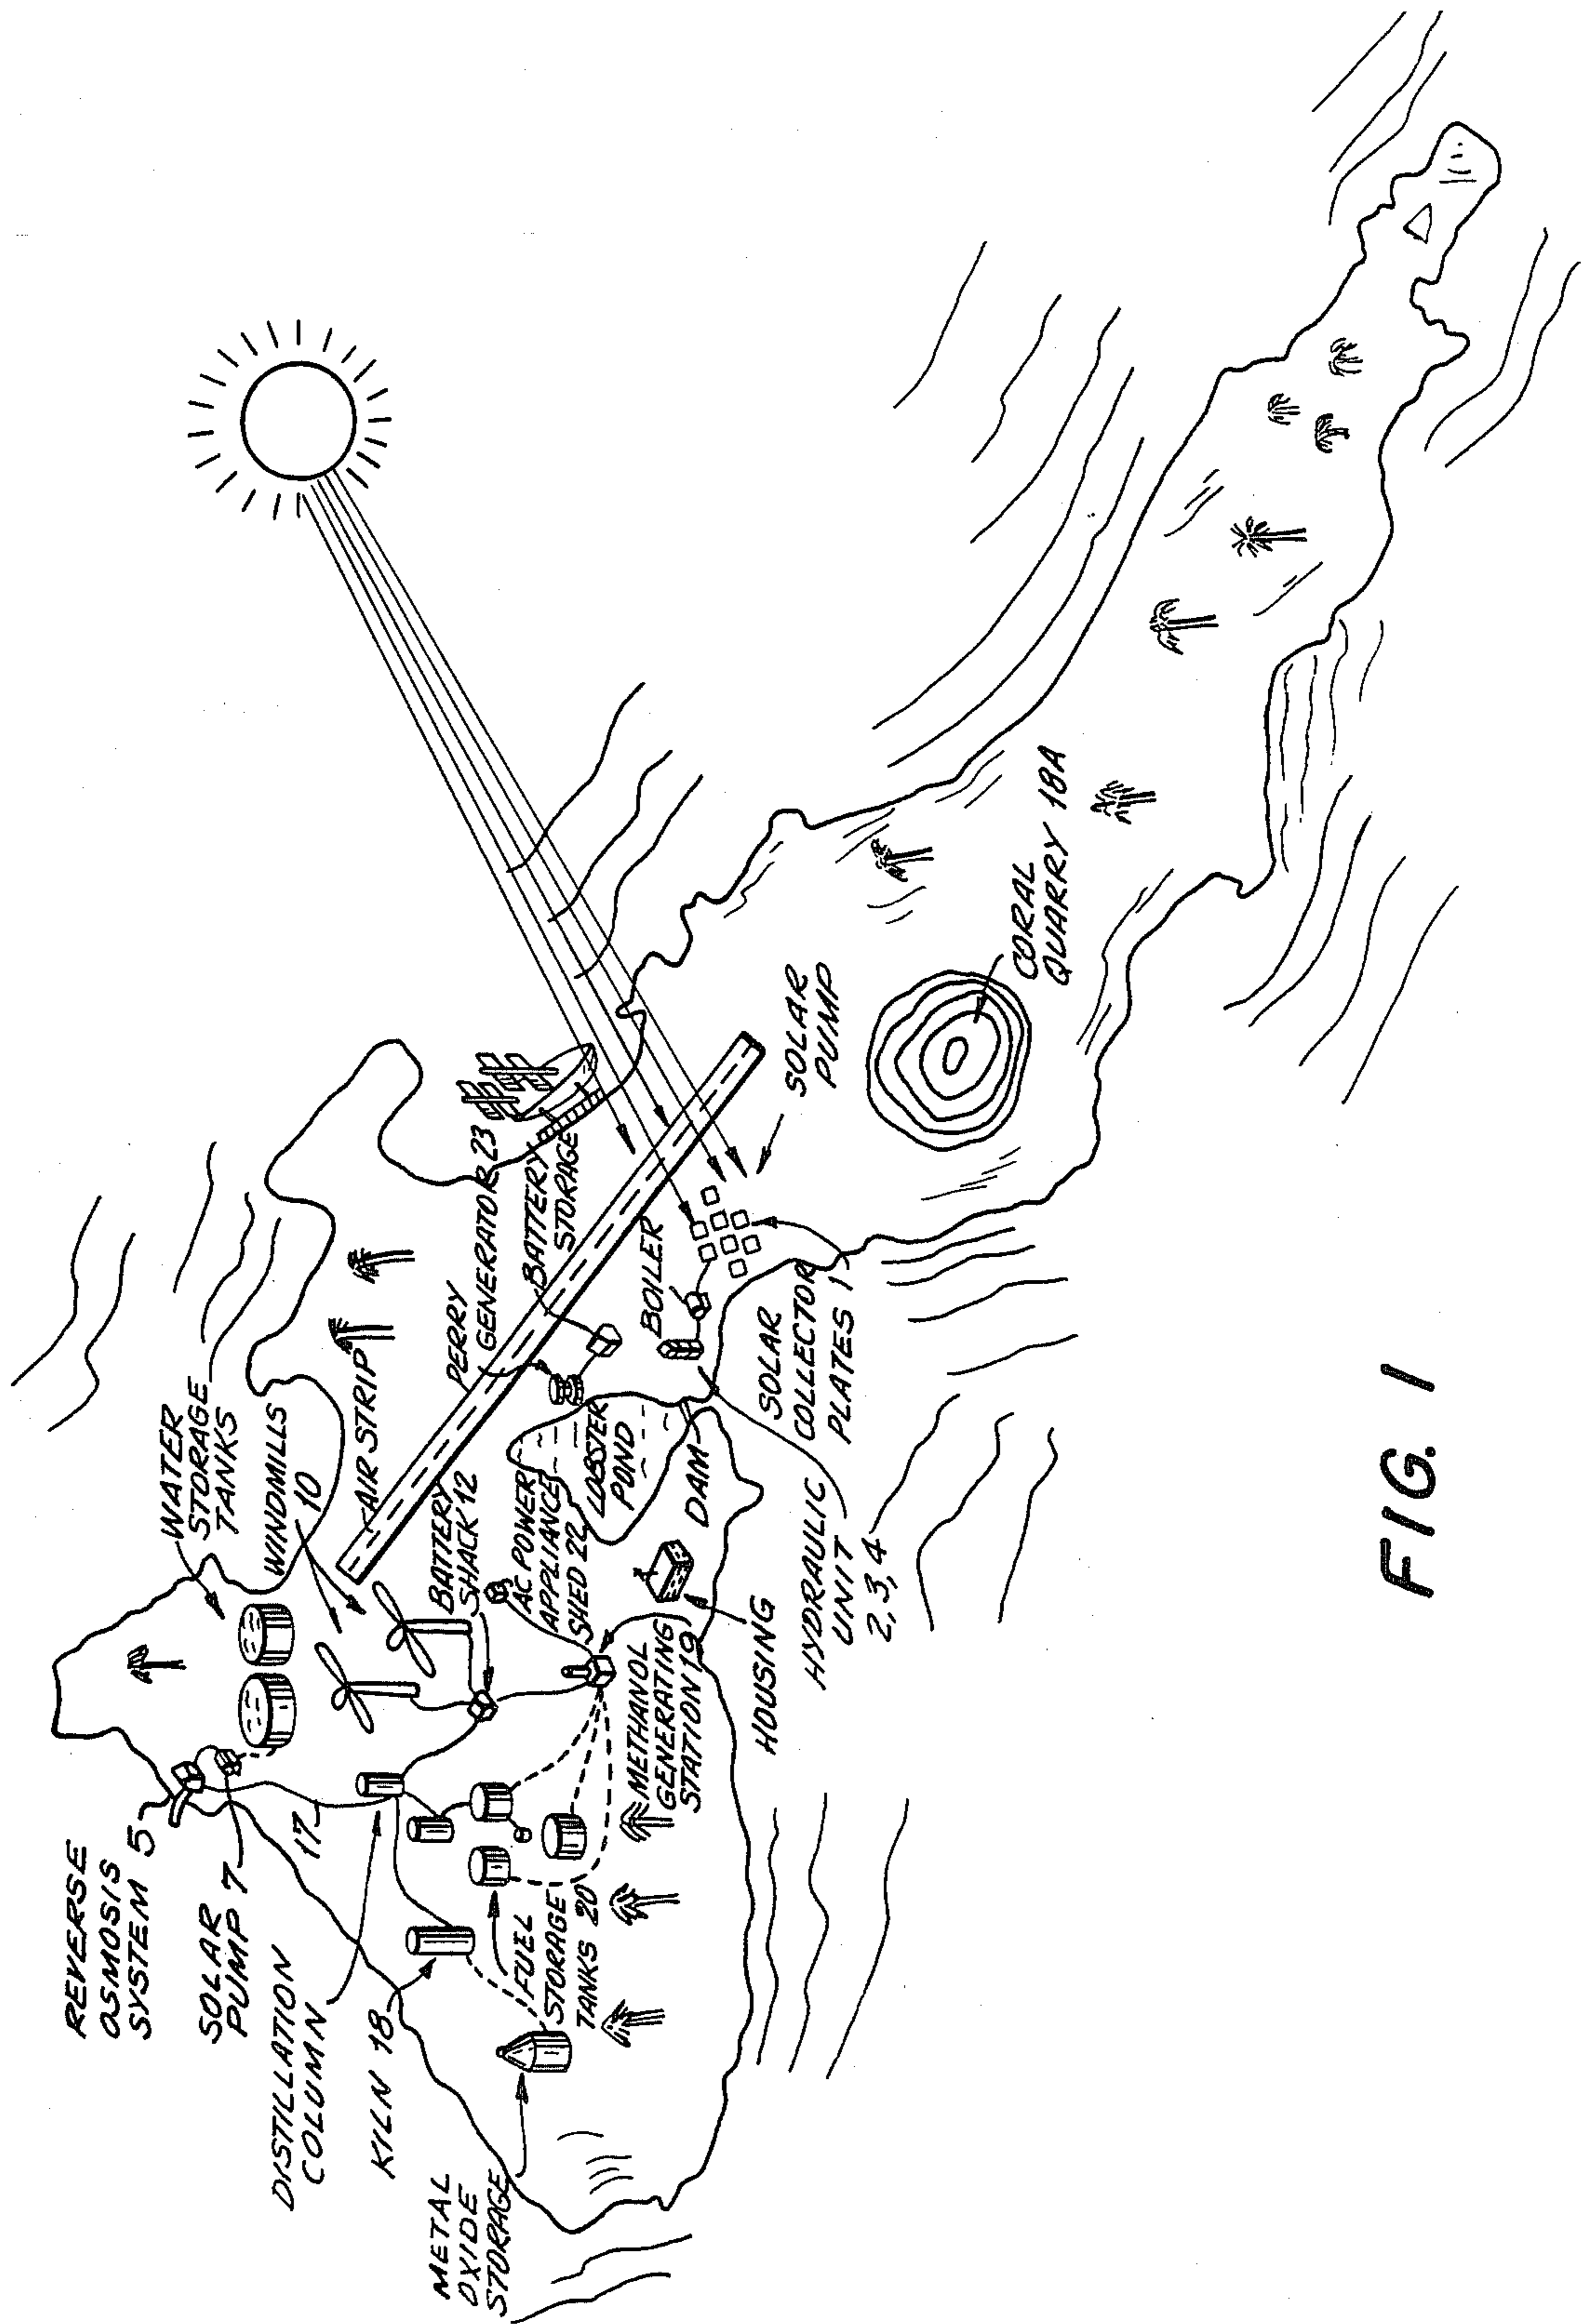 REVERSE
OSMOSIS
SYSTEM 5
SOLAR
PUMP 7
DISTILLATION
COLUMN
KILN 18
METAL
OXIDE
STORAGE
17
WATER
STORAGE
TANKS
WINDMILLS
10
AIR STRIP
BATTERY
SHACK 12
PERRY
GENERATOR 23
BATTERY
STORAGE
AC POWER
APPLIANCE
SHED 22
LOBSTER
POND
BOILER
DAM
FUEL
STORAGE
TANKS 20
METHANOL
GENERATING
STATION 19
HOUSING
HYDRAULIC
UNIT
2,3,4
SOLAR
COLLECTOR
PLATES 1
SOLAR
PUMP
CORAL
QUARRY 18A
FIG. 1